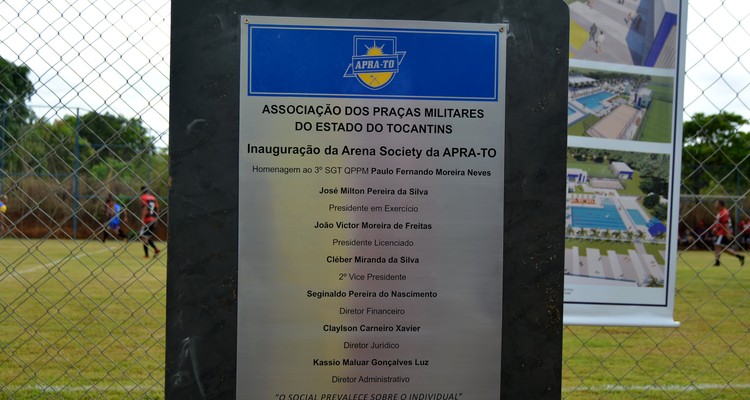 APRA-TO
ASSOCIAÇÃO DOS PRAÇAS MILITARES
DO ESTADO DO TOCANTINS
Inauguração da Arena Society da APRA-TO
Homenagem ao 3º SGT QPPM Paulo Fernando Moreira Neves
José Milton Pereira da Silva
Presidente em Exercício
João Victor Moreira de Freitas
Presidente Licenciado
Cléber Miranda da Silva
2º Vice Presidente
Seginaldo Pereira do Nascimento
Diretor Financeiro
Claylson Carneiro Xavier
Diretor Jurídico
Kassio Maluar Gonçalves Luz
Diretor Administrativo
"O SOCIAL PREVALECE SOBRE O INDIVIDUAL"